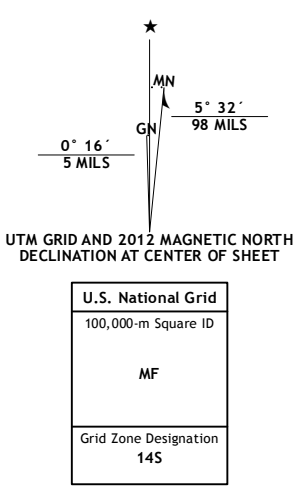 ★
MN
5° 32´
98 MILS
GN
0° 16´
5 MILS
UTM GRID AND 2012 MAGNETIC NORTH
DECLINATION AT CENTER OF SHEET
U.S. National Grid
100,000-m Square ID
MF
Grid Zone Designation
14S